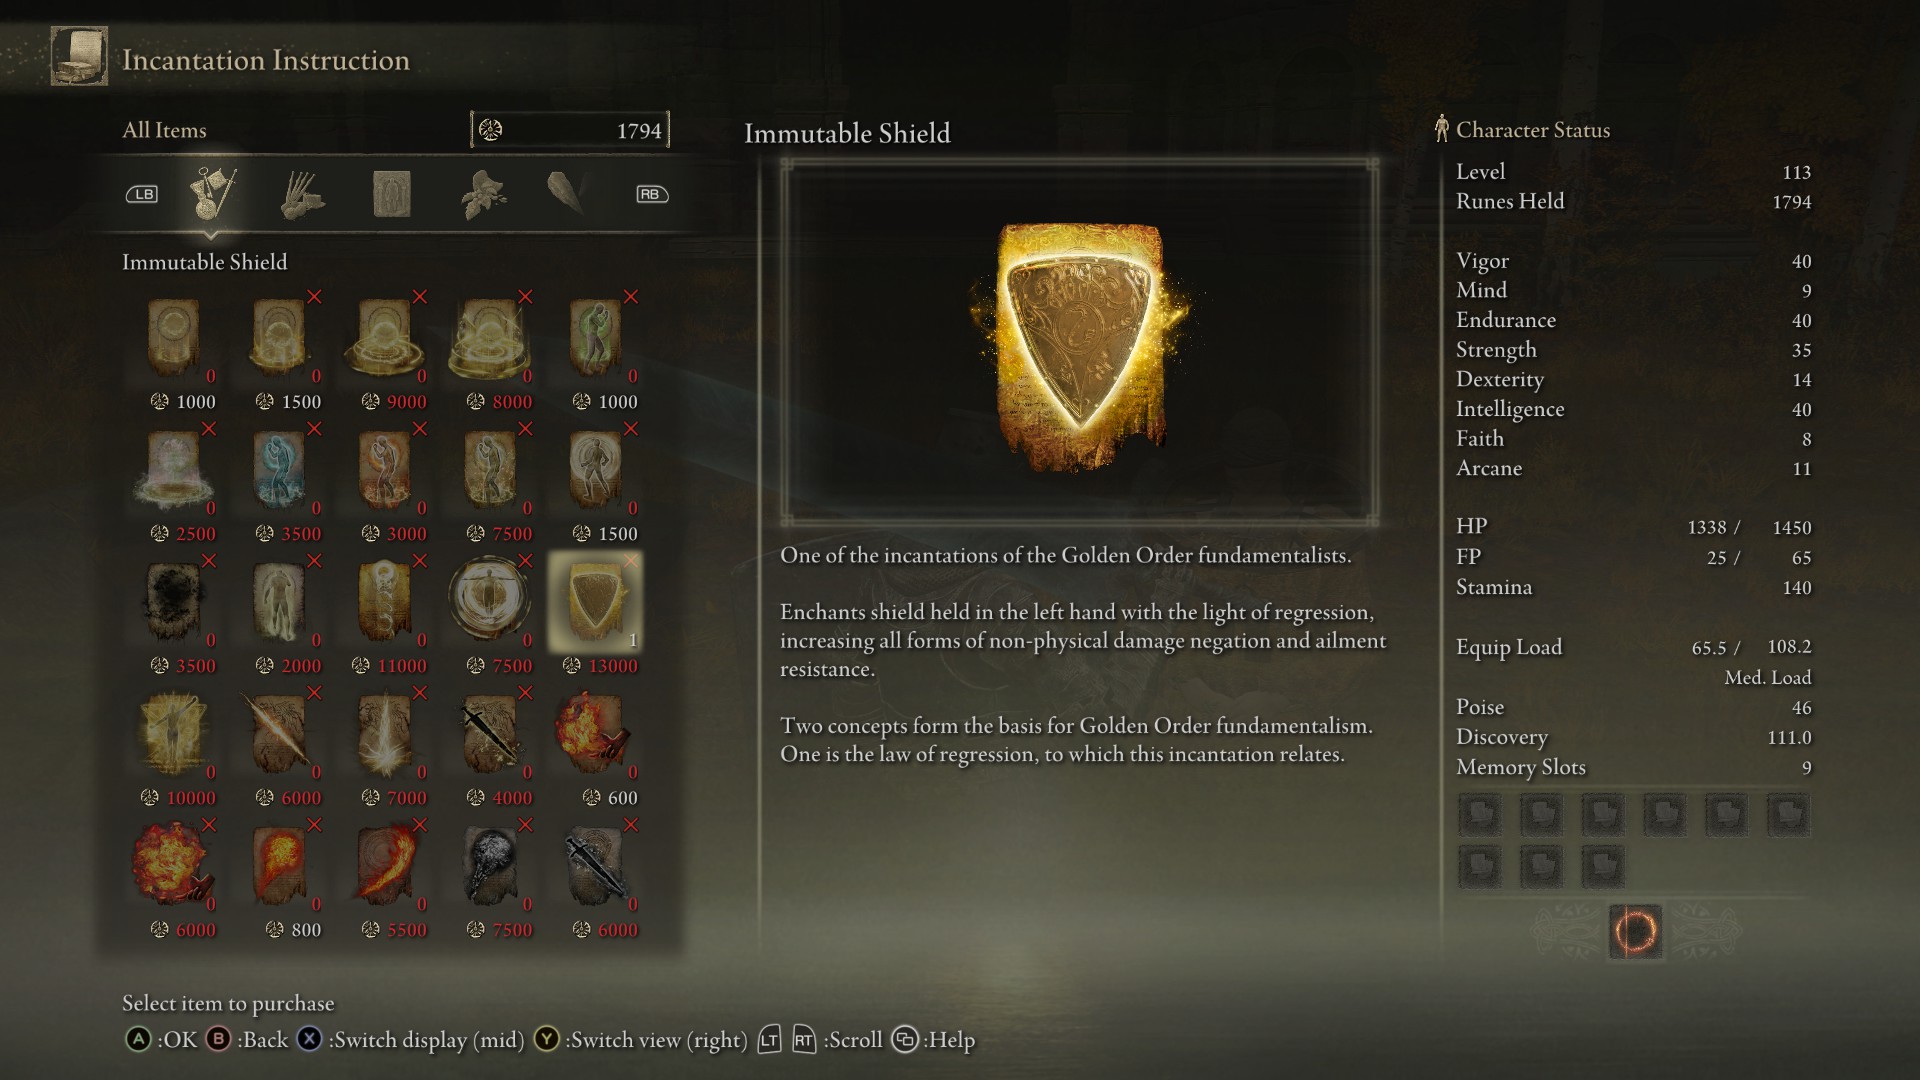 Incantation Instruction
All Items
1794
LB
RB
Immutable Shield
0 0 0 0 0
1000 1500 9000 8000 1000
0 0 0 0 0
2500 3500 3000 7500 1500
0 0 0 0 1
3500 2000 11000 7500 13000
0 0 0 0 0
10000 6000 7000 4000 600
0 0 0 0 0
6000 800 5500 7500 6000
Immutable Shield
One of the incantations of the Golden Order fundamentalists.
Enchants shield held in the left hand with the light of regression,
increasing all forms of non-physical damage negation and ailment
resistance.
Two concepts form the basis for Golden Order fundamentalism.
One is the law of regression, to which this incantation relates.
Character Status
Level 113
Runes Held 1794
Vigor 40
Mind 9
Endurance 40
Strength 35
Dexterity 14
Intelligence 40
Faith 8
Arcane 11
HP 1338 / 1450
FP 25 / 65
Stamina 140
Equip Load 65.5 / 108.2
Med. Load
Poise 46
Discovery 111.0
Memory Slots 9
Select item to purchase
A :OK B :Back X :Switch display (mid) Y :Switch view (right) LT RT :Scroll :Help